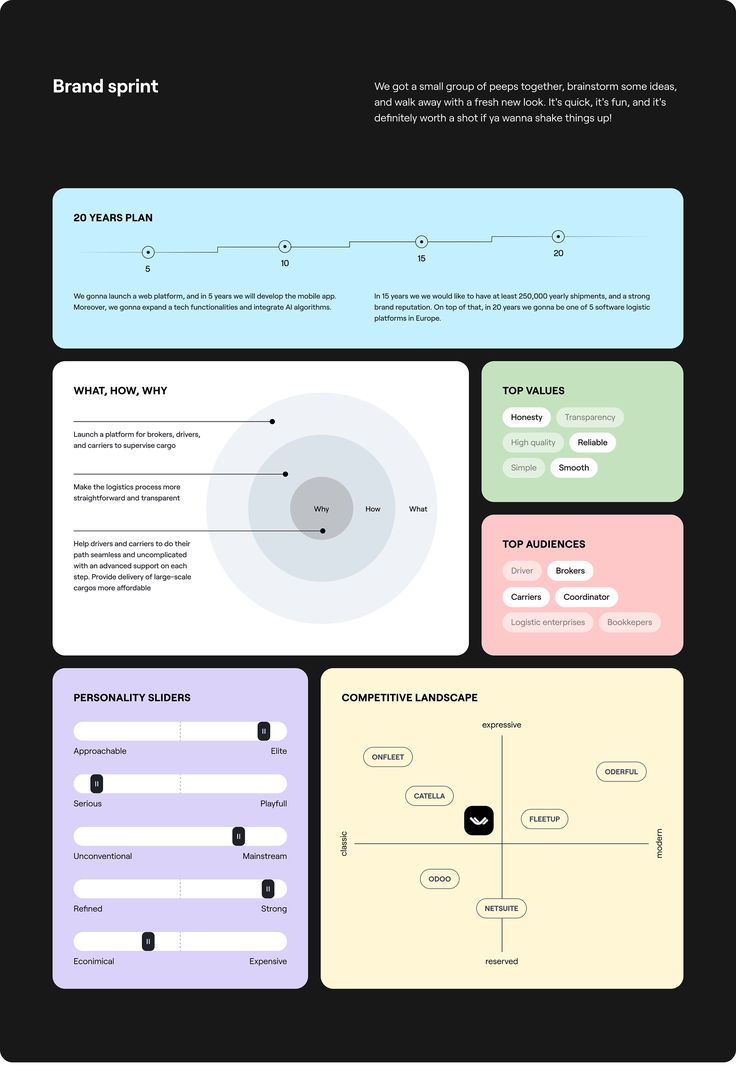 Brand sprint
We got a small group of peeps together, brainstorm some ideas,
and walk away with a fresh new look. It's quick, it's fun, and it's
definitely worth a shot if ya wanna shake things up!
20 YEARS PLAN
5
10
15
20
We gonna launch a web platform, and in 5 years we will develop the mobile app.
Moreover, we gonna expand a tech functionalities and integrate AI algorithms.
In 15 years we we would like to have at least 250,000 yearly shipments, and a strong
brand reputation. On top of that, in 20 years we gonna be one of 5 software logistic
platforms in Europe.
WHAT, HOW, WHY
Launch a platform for brokers, drivers,
and carriers to supervise cargo
Make the logistics process more
straightforward and transparent
Help drivers and carriers to do their
path seamless and uncomplicated
with an advanced support on each
step. Provide delivery of large-scale
cargos more affordable
Why
How
What
TOP VALUES
Honesty
Transparency
High quality
Reliable
Simple
Smooth
TOP AUDIENCES
Driver
Brokers
Carriers
Coordinator
Logistic enterprises
Bookkepers
PERSONALITY SLIDERS
Approachable
Elite
Serious
Playfull
Unconventional
Mainstream
Refined
Strong
Econimical
Expensive
COMPETITIVE LANDSCAPE
expressive
ONFLEET
ODERFUL
CATELLA
FLEETUP
classic
modern
ODOO
NETSUITE
reserved